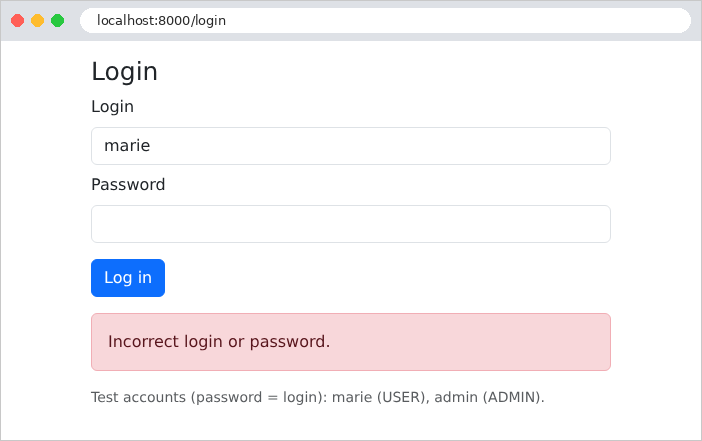 localhost:8000/login
Login
Login
marie
Password
Log in
Incorrect login or password.
Test accounts (password = login): marie (USER), admin (ADMIN).